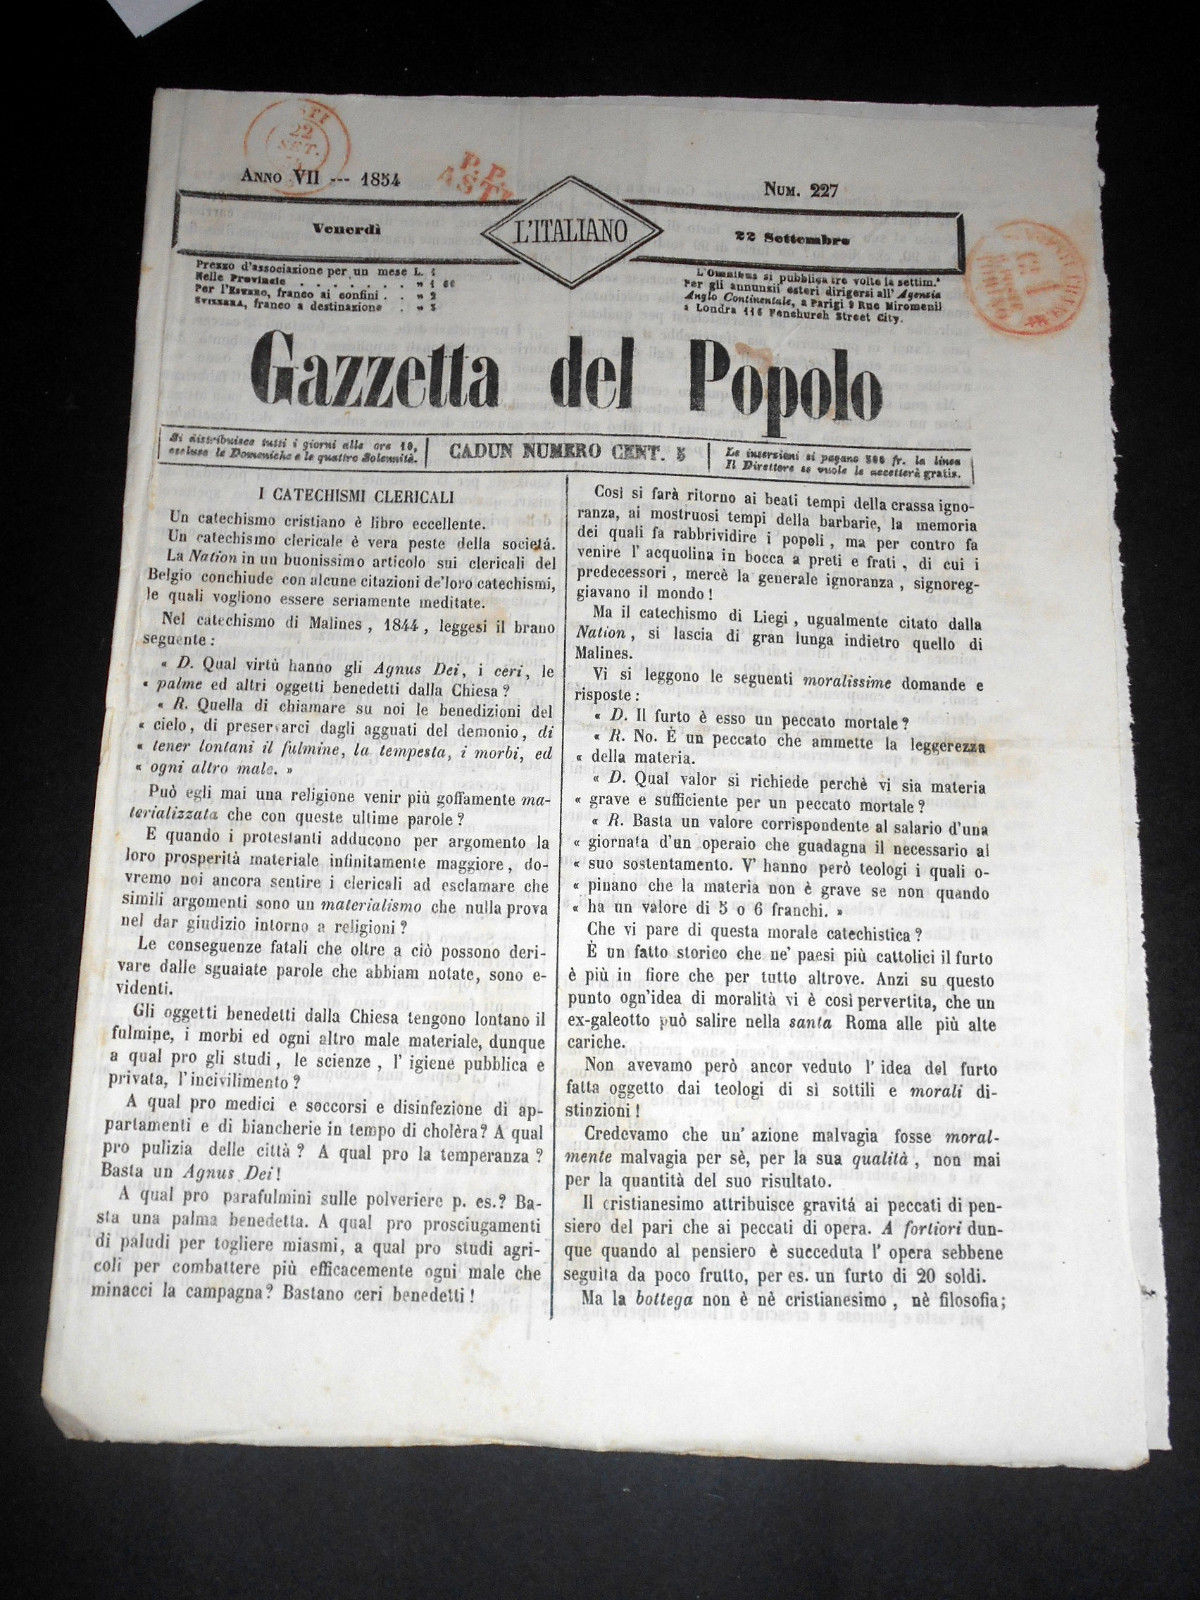 ANNO VII --- 1854
NUM. 227
22
SET.
P. P.
ASTI
Venerdì
L'ITALIANO
22 Settembre
Prezzo d'associazione per un mese L. 1
Nelle Provincie . . . . . . . » 1 60
Per l'ESTERO, franco ai confini . . » 2
SVIZZERA, franco a destinazione . . » 3
L'Omnibus si pubblica tre volte la settim.ª
Per gli annunzii esteri dirigersi all' Agenzia
Anglo Continentale, a Parigi 9 Rue Miromenil
a Londra 116 Fenshurch Street City.
Gazzetta del Popolo
Si distribuisce tutti i giorni alle ore 10,
escluse le Domeniche e le quattro Solennità.
CADUN NUMERO CENT. 5
Le inserzioni si pagano 500 fr. la linea
Il Direttore se vuole le accetterà gratis.
I CATECHISMI CLERICALI
Un catechismo cristiano è libro eccellente.
Un catechismo clericale è vera peste della societá.
La Nation in un buonissimo articolo sui clericali del
Belgio conchiude con alcune citazioni de'loro catechismi,
le quali vogliono essere seriamente meditate.
Nel catechismo di Malines, 1844, leggesi il brano
seguente :
« D. Qual virtù hanno gli Agnus Dei, i ceri, le
« palme ed altri oggetti benedetti dalla Chiesa ?
« R. Quella di chiamare su noi le benedizioni del
« cielo, di preservarci dagli agguati del demonio, di
« tener lontani il fulmine, la tempesta, i morbi, ed
« ogni altro male. »
Può egli mai una religione venir più goffamente ma-
terializzata che con queste ultime parole ?
E quando i protestanti adducono per argomento la
loro prosperità materiale infinitamente maggiore, do-
vremo noi ancora sentire i clericali ad esclamare che
simili argomenti sono un materialismo che nulla prova
nel dar giudizio intorno a religioni ?
Le conseguenze fatali che oltre a ciò possono deri-
vare dalle sguaiate parole che abbiam notate, sono e-
videnti.
Gli oggetti benedetti dalla Chiesa tengono lontano il
fulmine, i morbi ed ogni altro male materiale, dunque
a qual pro gli studi, le scienze, l' igiene pubblica e
privata, l'incivilimento ?
A qual pro medici e soccorsi e disinfezione di ap-
partamenti e di biancherie in tempo di cholèra? A qual
pro pulizia delle città ? A qual pro la temperanza ?
Basta un Agnus Dei !
A qual pro parafulmini sulle polveriere p. es.? Ba-
sta una palma benedetta. A qual pro prosciugamenti
di paludi per togliere miasmi, a qual pro studi agri-
coli per combattere più efficacemente ogni male che
minacci la campagna? Bastano ceri benedetti !
Così si farà ritorno ai beati tempi della crassa igno-
ranza, ai mostruosi tempi della barbarie, la memoria
dei quali fa rabbrividire i popoli, ma per contro fa
venire l' acquolina in bocca a preti e frati, di cui i
predecessori, mercè la generale ignoranza, signoreg-
giavano il mondo !
Ma il catechismo di Liegi, ugualmente citato dalla
Nation, si lascia di gran lunga indietro quello di
Malines.
Vi si leggono le seguenti moralissime domande e
risposte :
« D. Il furto è esso un peccato mortale ?
« R. No. È un peccato che ammette la leggerezza
« della materia.
« D. Qual valor si richiede perchè vi sia materia
« grave e sufficiente per un peccato mortale ?
« R. Basta un valore corrispondente al salario d'una
« giornata d'un operaio che guadagna il necessario al
« suo sostentamento. V' hanno però teologi i quali o-
« pinano che la materia non è grave se non quando
« ha un valore di 5 o 6 franchi. »
Che vi pare di questa morale catechistica ?
È un fatto storico che ne' paesi più cattolici il furto
è più in fiore che per tutto altrove. Anzi su questo
punto ogn'idea di moralità vi è così pervertita, che un
ex-galeotto può salire nella santa Roma alle più alte
cariche.
Non avevamo però ancor veduto l' idea del furto
fatta oggetto dai teologi di sì sottili e morali di-
stinzioni !
Credevamo che un' azione malvagia fosse moral-
mente malvagia per sè, per la sua qualità, non mai
per la quantità del suo risultato.
Il cristianesimo attribuisce gravitá ai peccati di pen-
siero del pari che ai peccati di opera. A fortiori dun-
que quando al pensiero è succeduta l' opera sebbene
seguita da poco frutto, per es. un furto di 20 soldi.
Ma la bottega non è nè cristianesimo, nè filosofia;